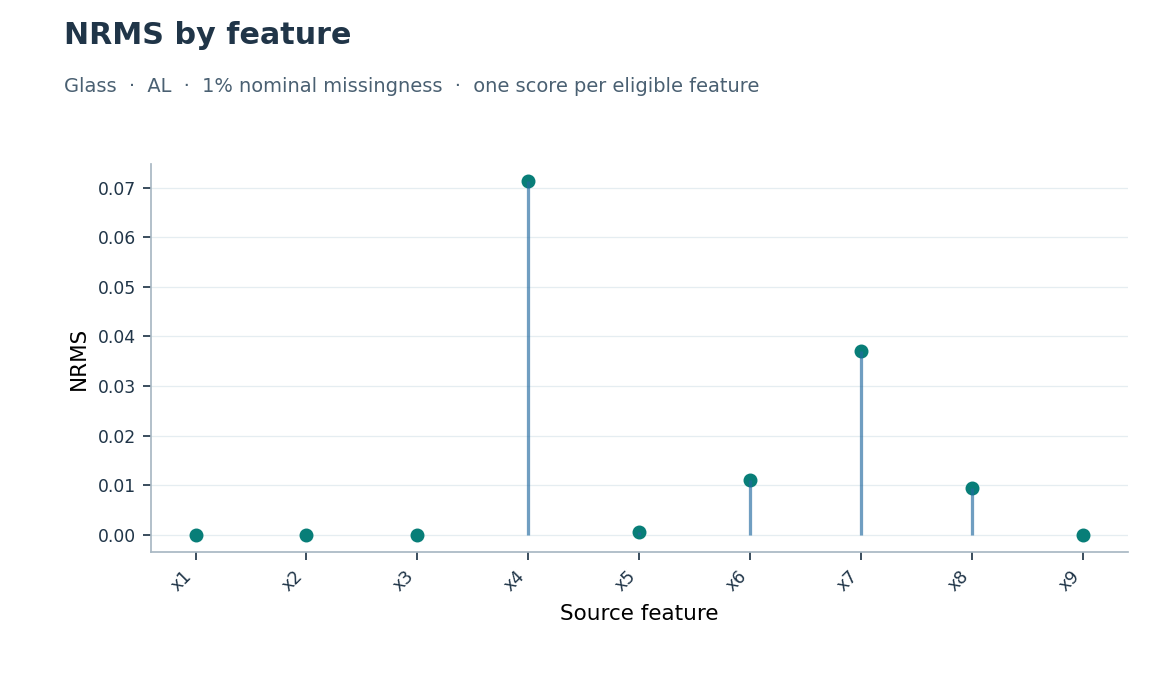 NRMS by feature
Glass · AL · 1% nominal missingness · one score per eligible feature
0.07
0.06
0.05
0.04
0.03
0.02
0.01
0.00
NRMS
x1 x2 x3 x4 x5 x6 x7 x8 x9
Source feature